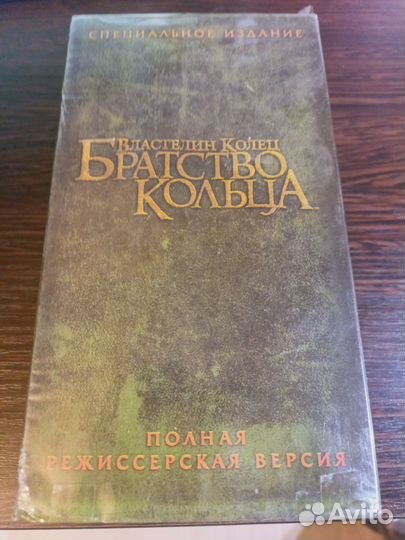 СПЕЦИАЛЬНОЕ ИЗДАНИЕ
ВЛАСТЕЛИН КОЛЕЦ
БРАТСТВО
КОЛЬЦА
ПОЛНАЯ
РЕЖИССЕРСКАЯ ВЕРСИЯ
Avito